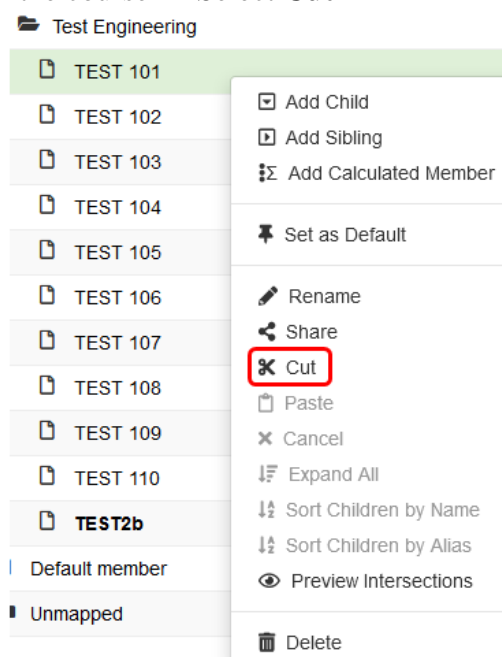 Test Engineering
TEST 101
TEST 102
TEST 103
TEST 104
TEST 105
TEST 106
TEST 107
TEST 108
TEST 109
TEST 110
TEST2b
Default member
Unmapped
Add Child
Add Sibling
Σ Add Calculated Member
Set as Default
Rename
Share
Cut
Paste
Cancel
Expand All
Sort Children by Name
Sort Children by Alias
Preview Intersections
Delete